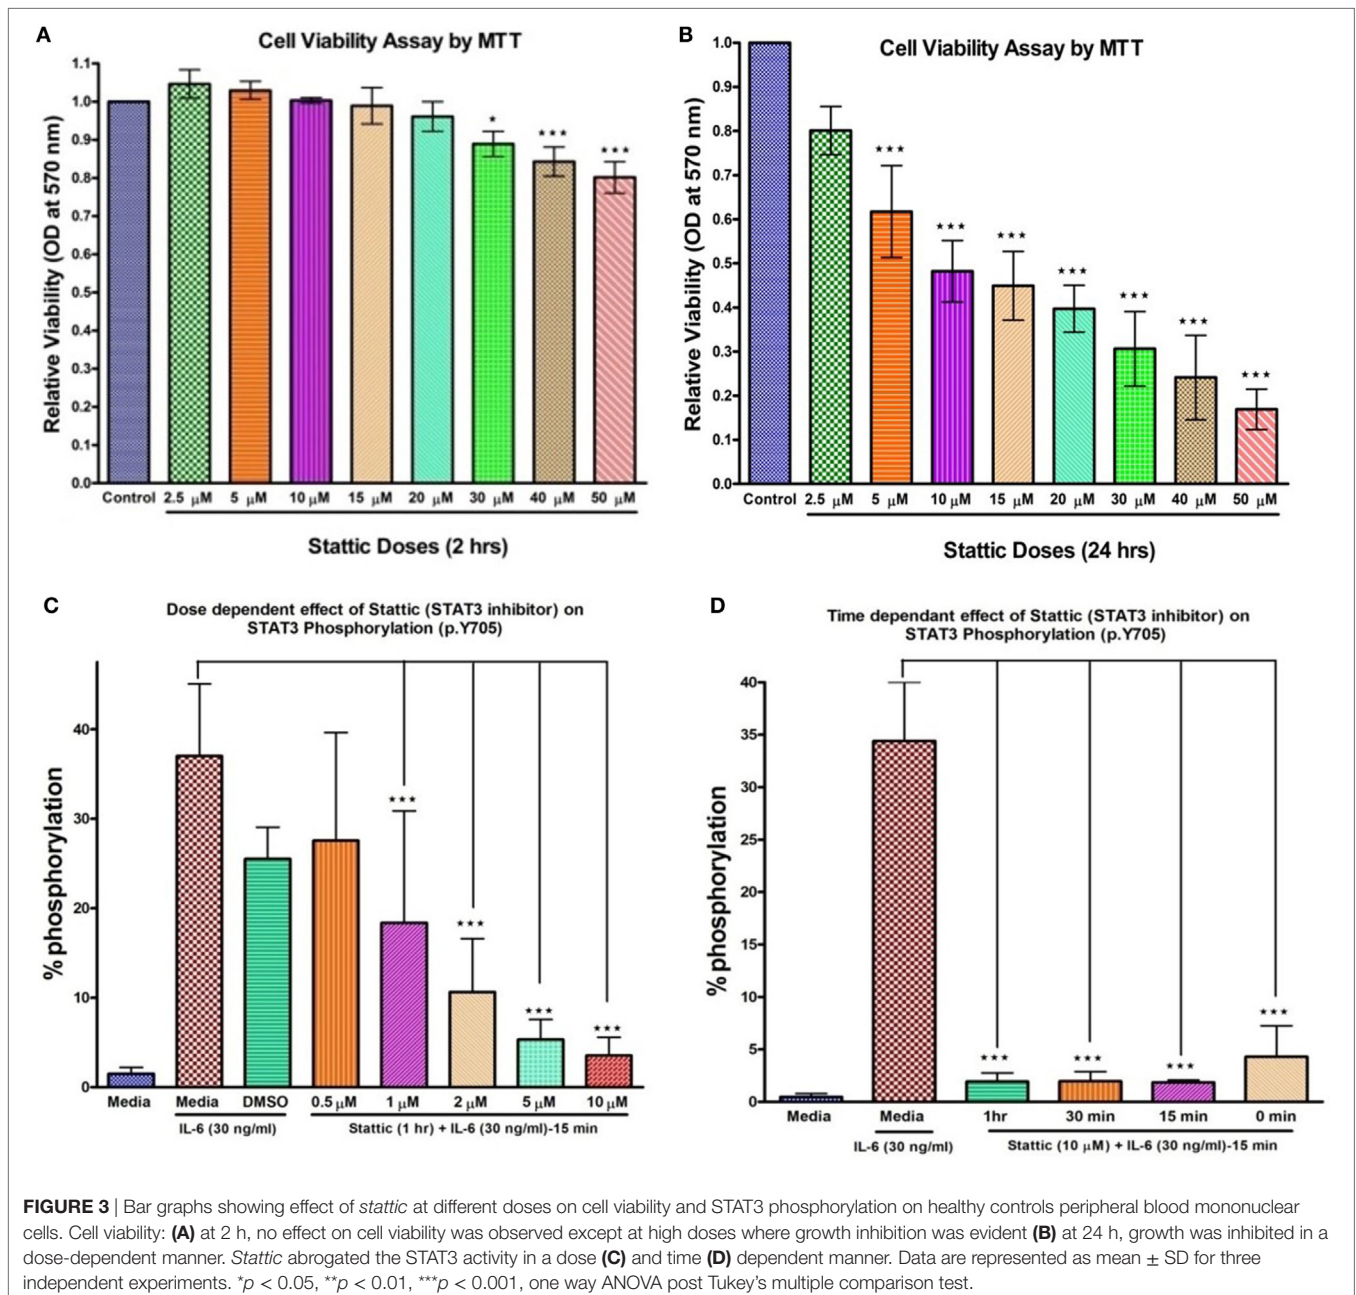 A
Cell Viability Assay by MTT
Relative Viability (OD at 570 nm)
1.1
1.0
0.9
0.8
0.7
0.6
0.5
0.4
0.3
0.2
0.1
0.0
*
***
***
Control 2.5 μM 5 μM 10 μM 15 μM 20 μM 30 μM 40 μM 50 μM
Stattic Doses (2 hrs)
B
Cell Viability Assay by MTT
Relative Viability (OD at 570 nm)
1.0
0.9
0.8
0.7
0.6
0.5
0.4
0.3
0.2
0.1
0.0
***
***
***
***
***
***
***
Control 2.5 μM 5 μM 10 μM 15 μM 20 μM 30 μM 40 μM 50 μM
Stattic Doses (24 hrs)
C
Dose dependent effect of Stattic (STAT3 inhibitor) on
STAT3 Phosphorylation (p.Y705)
% phosphorylation
40
30
20
10
0
***
***
***
***
Media Media DMSO 0.5 μM 1 μM 2 μM 5 μM 10 μM
IL-6 (30 ng/ml) Stattic (1 hr) + IL-6 (30 ng/ml)-15 min
D
Time dependant effect of Stattic (STAT3 inhibitor) on
STAT3 Phosphorylation (p.Y705)
% phosphorylation
40
35
30
25
20
15
10
5
0
***
***
***
***
Media Media 1hr 30 min 15 min 0 min
IL-6 (30 ng/ml) Stattic (10 μM) + IL-6 (30 ng/ml)-15 min
FIGURE 3 | Bar graphs showing effect of stattic at different doses on cell viability and STAT3 phosphorylation on healthy controls peripheral blood mononuclear
cells. Cell viability: (A) at 2 h, no effect on cell viability was observed except at high doses where growth inhibition was evident (B) at 24 h, growth was inhibited in a
dose-dependent manner. Stattic abrogated the STAT3 activity in a dose (C) and time (D) dependent manner. Data are represented as mean ± SD for three
independent experiments. *p < 0.05, **p < 0.01, ***p < 0.001, one way ANOVA post Tukey's multiple comparison test.